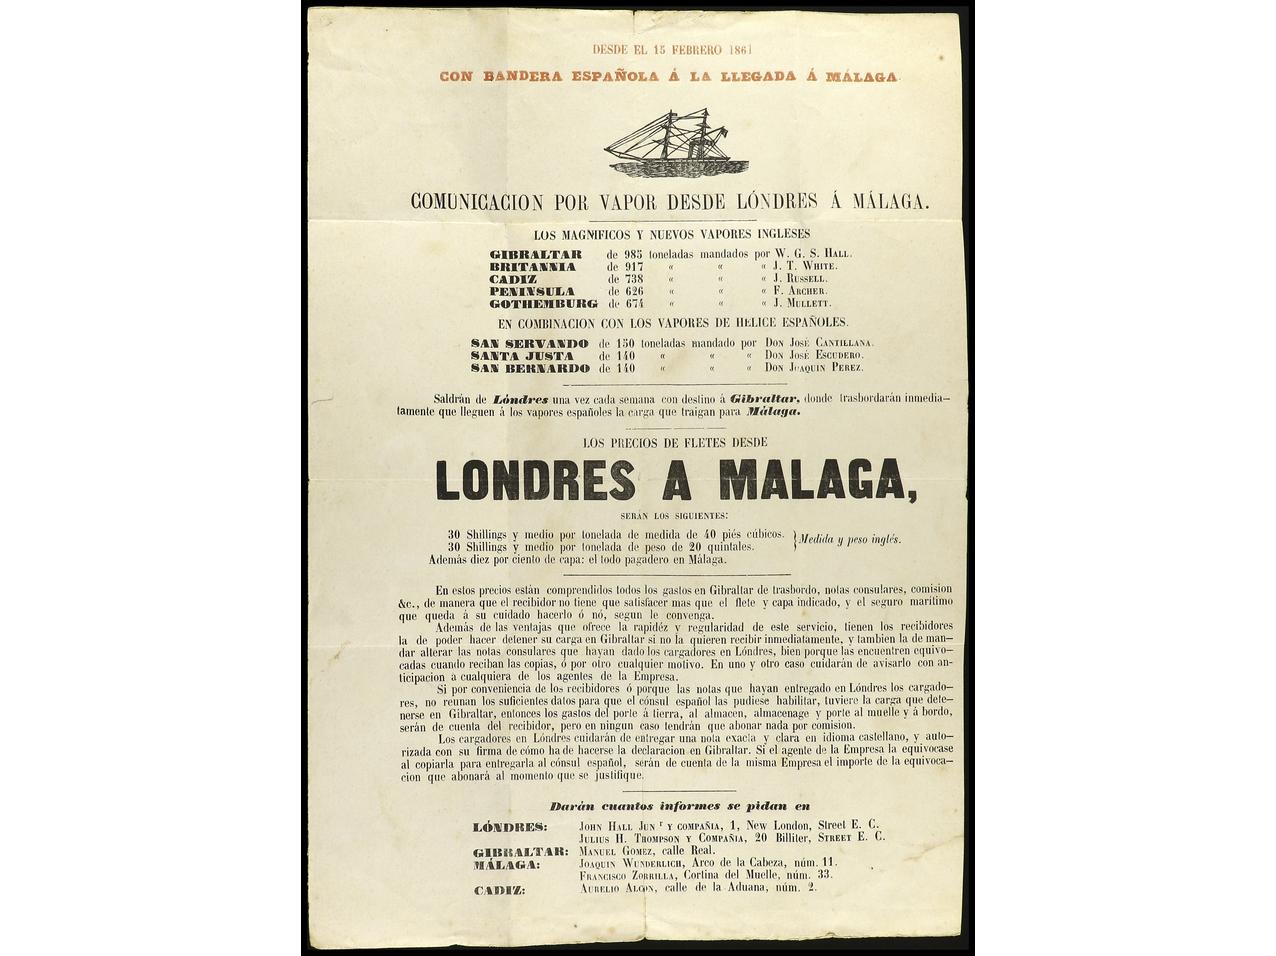 DESDE EL 15 FEBRERO 1861
CON BANDERA ESPAÑOLA Á LA LLEGADA Á MÁLAGA
COMUNICACION POR VAPOR DESDE LÓNDRES Á MÁLAGA.
LOS MAGNIFICOS Y NUEVOS VAPORES INGLESES
GIBRALTAR de 985 toneladas mandados por W. G. S. HALL.
BRITANNIA de 917 « « « J. T. WHITE.
CADIZ de 738 « « « J. RUSSELL.
PENINSULA de 626 « « « F. ARCHER.
GOTHEMBURG de 674 « « « J. MULLETT.
EN COMBINACION CON LOS VAPORES DE HÉLICE ESPAÑOLES.
SAN SERVANDO de 150 toneladas mandado por DON JOSÉ CANTILLANA.
SANTA JUSTA de 140 « « « DON JOSÉ ESCUDERO.
SAN BERNARDO de 140 « « « DON JOAQUIN PEREZ.
Saldrán de Lóndres una vez cada semana con destino á Gibraltar, donde trasbordarán inmedia-
tamente que lleguen á los vapores españoles la carga que traigan para Málaga.
LOS PRECIOS DE FLETES DESDE
LONDRES A MALAGA,
SERÁN LOS SIGUIENTES:
30 Shillings y medio por tonelada de medida de 40 piés cúbicos.
30 Shillings y medio por tonelada de peso de 20 quintales. } Medida y peso inglés.
Además diez por ciento de capa: el todo pagadero en Málaga.
En estos precios están comprendidos todos los gastos en Gibraltar de trasbordo, notas consulares, comision
&c., de manera que el recibidor no tiene que satisfacer mas que el flete y capa indicado, y el seguro marítimo
que queda á su cuidado hacerlo ó nó, segun le convenga.
Además de las ventajas que ofrece la rapidéz y regularidad de este servicio, tienen los recibidores
la de poder hacer detener su carga en Gibraltar si no la quieren recibir inmediatamente, y tambien la de man-
dar alterar las notas consulares que hayan dado los cargadores en Lóndres, bien porque las encuentren equivo-
cadas cuando reciban las copias, ó por otro cualquier motivo. En uno y otro caso cuidarán de avisarlo con an-
ticipacion á cualquiera de los agentes de la Empresa.
Si por conveniencia de los recibidores ó porque las notas que hayan entregado en Lóndres los cargado-
res, no reunan los suficientes datos para que el cónsul español las pudiese habilitar, tuviere la carga que dete-
nerse en Gibraltar, entonces los gastos del porte á tierra, al almacen, almacenage y porte al muelle y á bordo,
serán de cuenta del recibidor, pero en ningun caso tendrán que abonar nada por comision.
Los cargadores en Lóndres cuidarán de entregar una nota exacta y clara en idioma castellano, y auto-
rizada con su firma de cómo ha de hacerse la declaracion en Gibraltar. Si el agente de la Empresa la equivocase
al copiarla para entregarla al cónsul español, serán de cuenta de la misma Empresa el importe de la equivoca-
cion que abonará al momento que se justifique.
Darán cuantos informes se pidan en
LÓNDRES: JOHN HALL JUN r Y COMPAÑIA, 1, New London, Street E. C.
JULIUS H. THOMPSON Y COMPAÑIA, 20 Billiter, STREET E. C.
GIBRALTAR: MANUEL GOMEZ, calle Real.
MÁLAGA: JOAQUIN WUNDERLICH, Arco de la Cabeza, núm. 11.
FRANCISCO ZORRILLA, Cortina del Muelle, núm. 33.
CADIZ: AURELIO ALCON, calle de la Aduana, núm. 2.